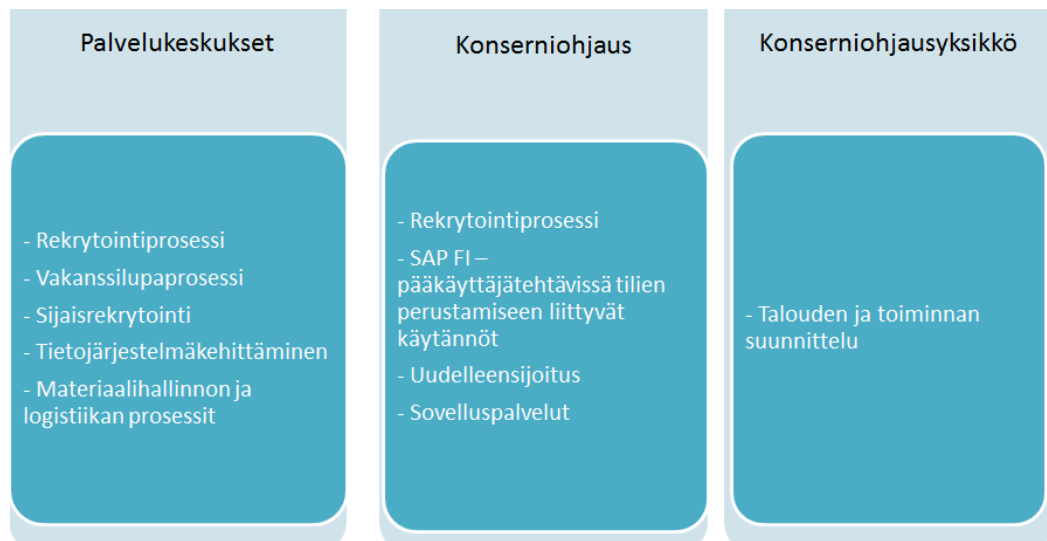 Palvelukeskukset
- Rekrytointiprosessi
- Vakanssilupaprosessi
- Sijaisrekrytointi
- Tietojärjestelmäkehittäminen
- Materiaalihallinnon ja
logistiikan prosessit
Konserniohjaus
- Rekrytointiprosessi
- SAP FI –
pääkäyttäjätehtävissä tilien
perustamiseen liittyvät
käytännöt
- Uudelleensijoitus
- Sovelluspalvelut
Konserniohjausyksikkö
- Talouden ja toiminnan
suunnittelu